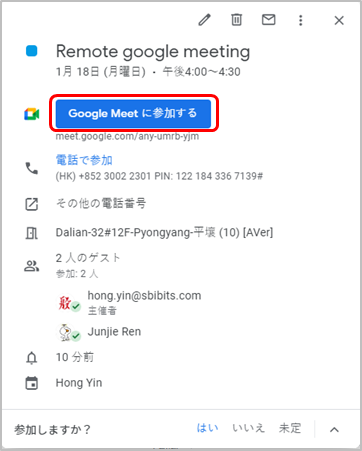 Remote google meeting
1月 18日 (月曜日) • 午後4:00～4:30
Google Meet に参加する
meet.google.com/any-umrb-yjm
電話で参加
(HK) +852 3002 2301 PIN: 122 184 336 7139#
その他の電話番号
Dalian-32#12F-Pyongyang-平壌 (10) [AVer]
2 人のゲスト
参加: 2 人
hong.yin@sbibits.com
主催者
Junjie Ren
10 分前
Hong Yin
参加しますか？ はい いいえ 未定